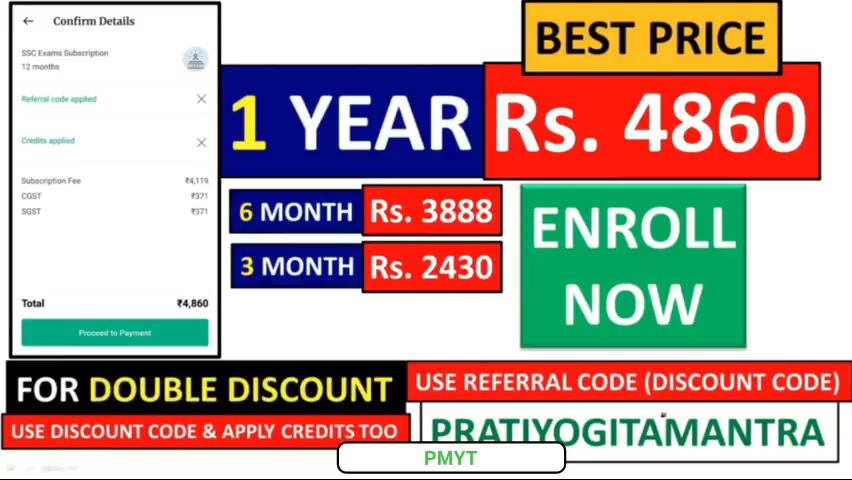 Confirm Details
SSC Exams Subscription
12 months
Referral code applied
Credits applied
Subscription Fee ₹4,119
CGST ₹371
SGST ₹371
Total ₹4,860
Proceed to Payment
BEST PRICE
1 YEAR Rs. 4860
6 MONTH Rs. 3888
3 MONTH Rs. 2430
ENROLL
NOW
FOR DOUBLE DISCOUNT
USE DISCOUNT CODE & APPLY CREDITS TOO
USE REFERRAL CODE (DISCOUNT CODE)
PRATIYOGITAMANTRA
PMYT